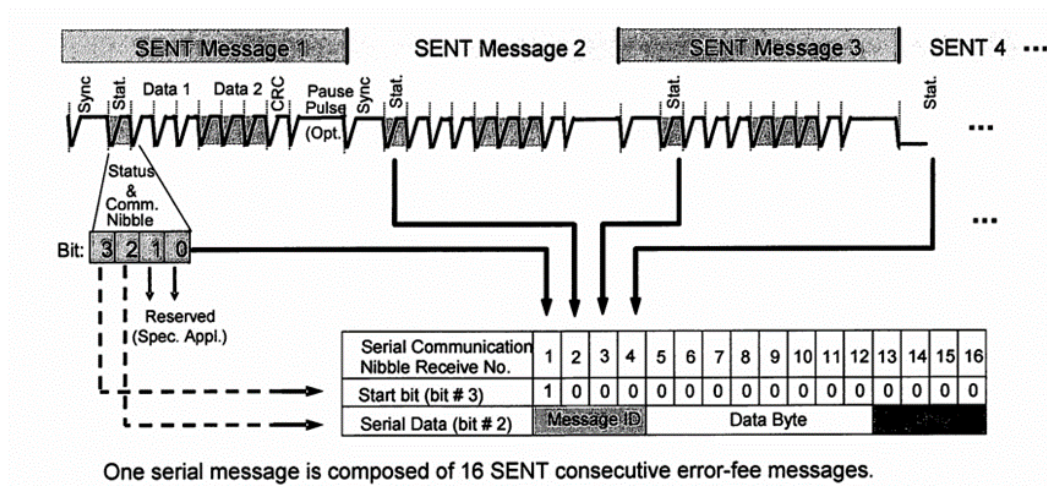 SENT Message 1 SENT Message 2 SENT Message 3 SENT 4 ...
Sync Stat. Data 1 Data 2 CRC Pause Pulse (Opt. Sync Stat. Stat. Stat.
...
Status
&
Comm.
Nibble
...
Bit: 3 2 1 0
Reserved
(Spec. Appl.)
Serial Communication
Nibble Receive No. 1 2 3 4 5 6 7 8 9 10 11 12 13 14 15 16
Start bit (bit # 3) 1 0 0 0 0 0 0 0 0 0 0 0 0 0 0 0
Serial Data (bit # 2) Message ID Data Byte
One serial message is composed of 16 SENT consecutive error-fee messages.